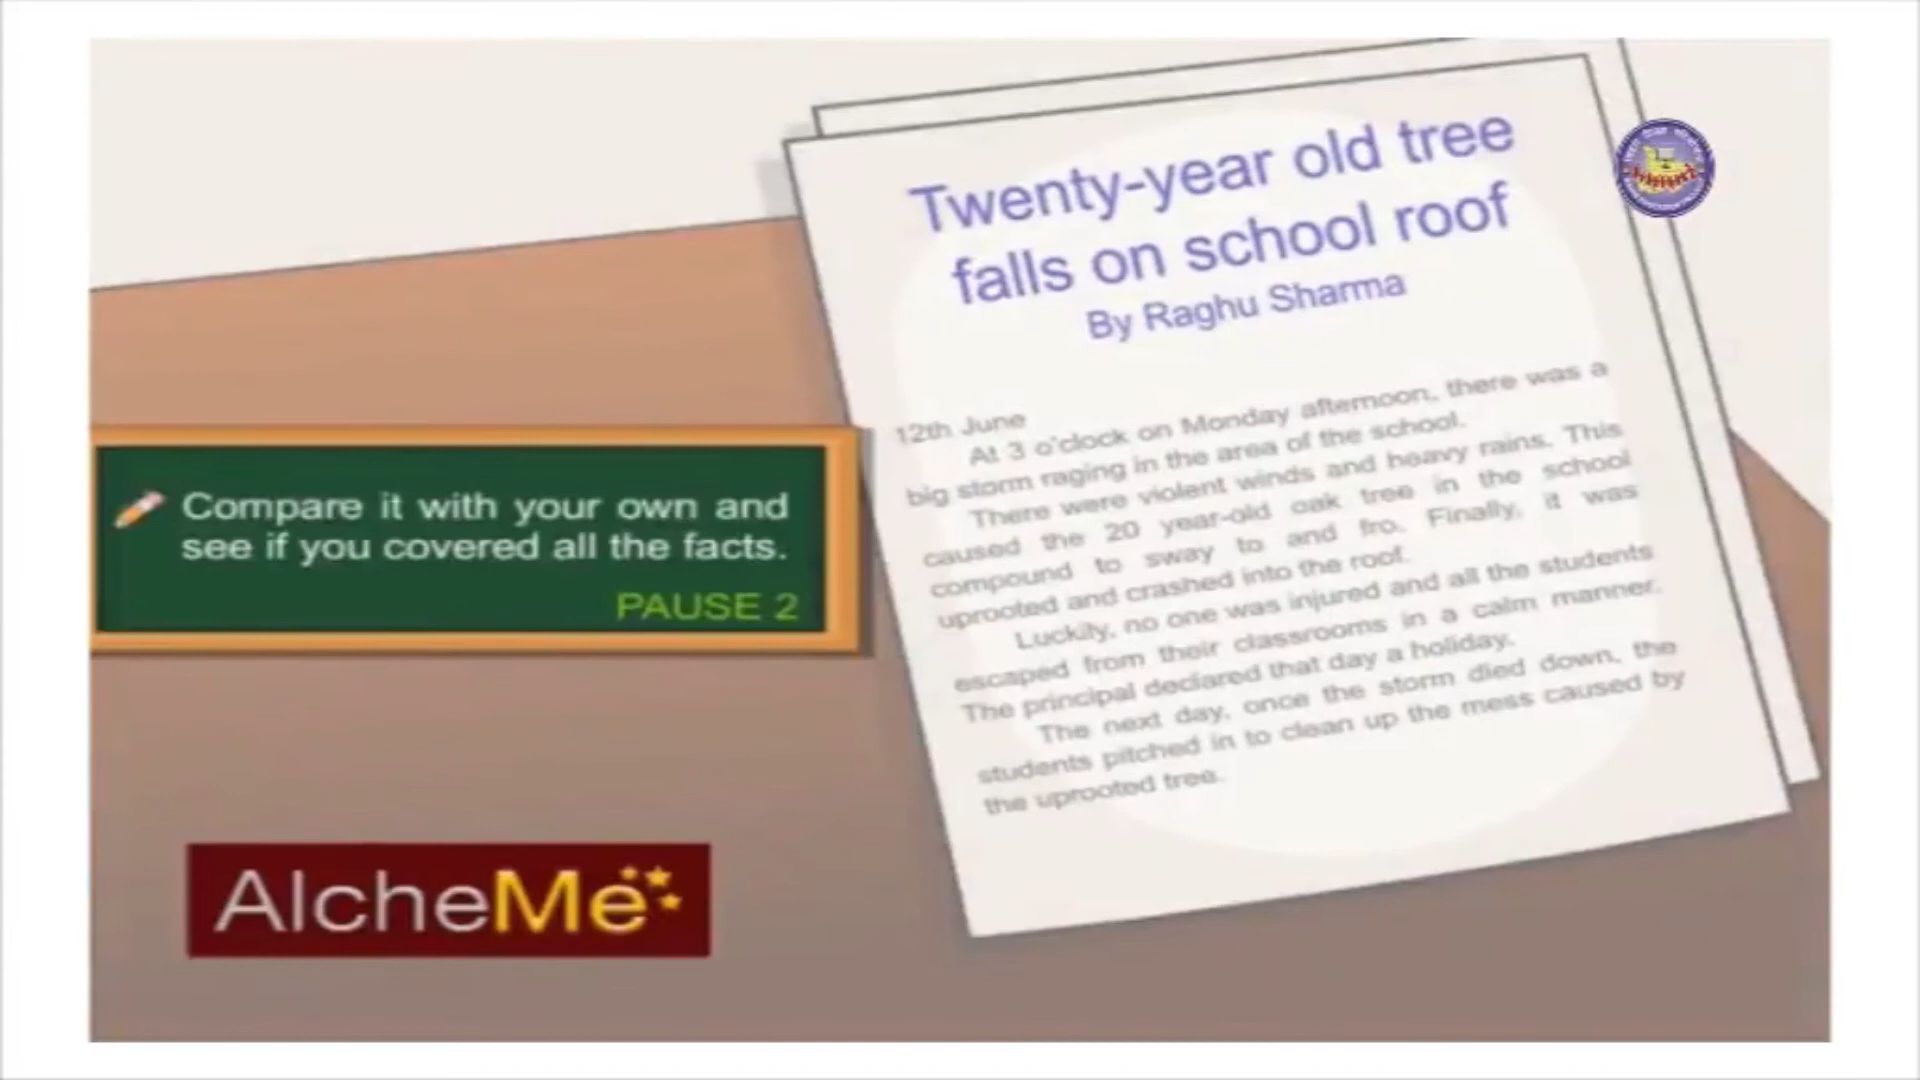 Twenty-year old tree
falls on school roof
By Raghu Sharma
12th June
At 3 o'clock on Monday afternoon, there was a
big storm raging in the area of the school.
There were violent winds and heavy rains. This
caused the 20 year-old oak tree in the school
compound to sway to and fro. Finally, it was
uprooted and crashed into the roof.
Luckily, no one was injured and all the students
escaped from their classrooms in a calm manner.
The principal declared that day a holiday.
The next day, once the storm died down, the
students pitched in to clean up the mess caused by
the uprooted tree.
Compare it with your own and
see if you covered all the facts.
PAUSE 2
AlcheMe